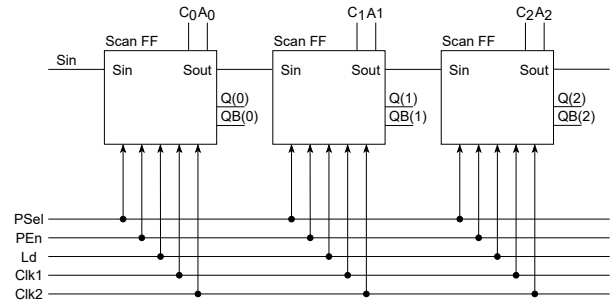 C0A0 C1A1 C2A2
Scan FF Scan FF Scan FF
Sin
Sin Sout Sin Sout Sin Sout
Q(0) Q(1) Q(2)
QB(0) QB(1) QB(2)
PSel
PEn
Ld
Clk1
Clk2